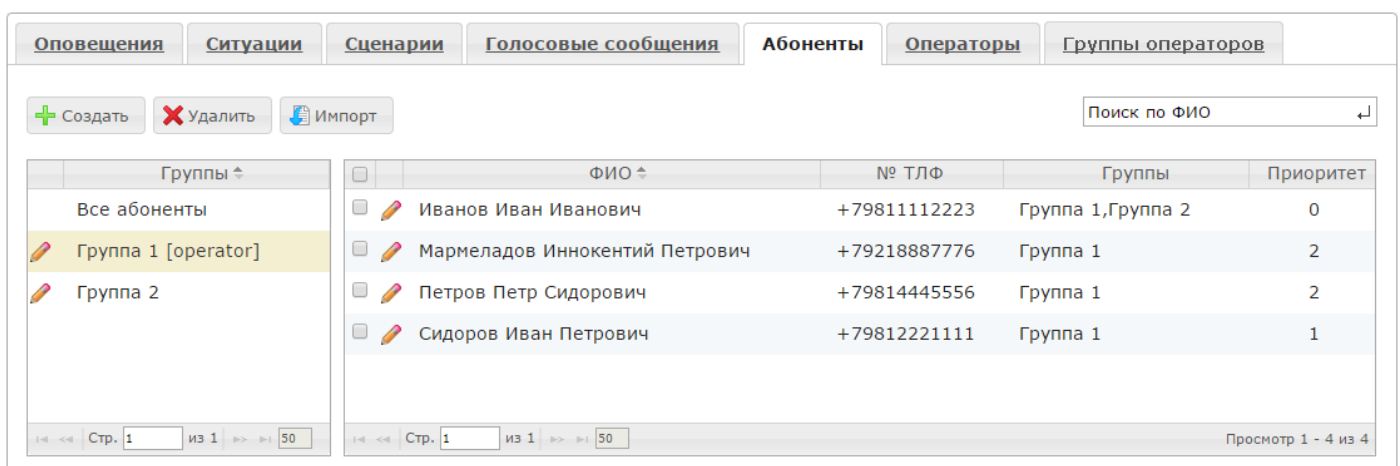 Оповещения Ситуации Сценарии Голосовые сообщения Абоненты Операторы Группы операторов
Создать Удалить Импорт Поиск по ФИО
Группы ФИО № ТЛФ Группы Приоритет
Все абоненты Иванов Иван Иванович +79811112223 Группа 1,Группа 2 0
Группа 1 [operator] Мармеладов Иннокентий Петрович +79218887776 Группа 1 2
Группа 2 Петров Петр Сидорович +79814445556 Группа 1 2
Сидоров Иван Петрович +79812221111 Группа 1 1
Стр. 1 из 1 50 Стр. 1 из 1 50 Просмотр 1 - 4 из 4